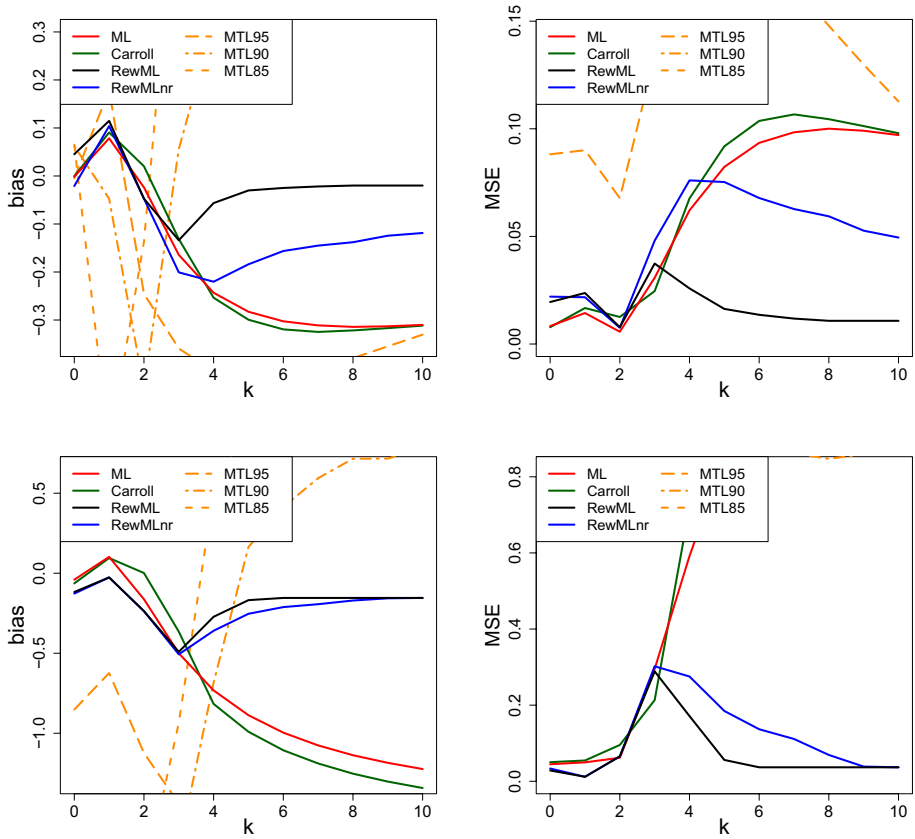 ML
Carroll
RewML
RewMLnr
MTL95
MTL90
MTL85
bias
0.3
0.2
0.1
0.0
−0.1
−0.2
−0.3
0 2 4 6 8 10
k
ML
Carroll
RewML
RewMLnr
MTL95
MTL90
MTL85
MSE
0.15
0.10
0.05
0.00
0 2 4 6 8 10
k
ML
Carroll
RewML
RewMLnr
MTL95
MTL90
MTL85
bias
0.5
0.0
−0.5
−1.0
0 2 4 6 8 10
k
ML
Carroll
RewML
RewMLnr
MTL95
MTL90
MTL85
MSE
0.8
0.6
0.4
0.2
0.0
0 2 4 6 8 10
k